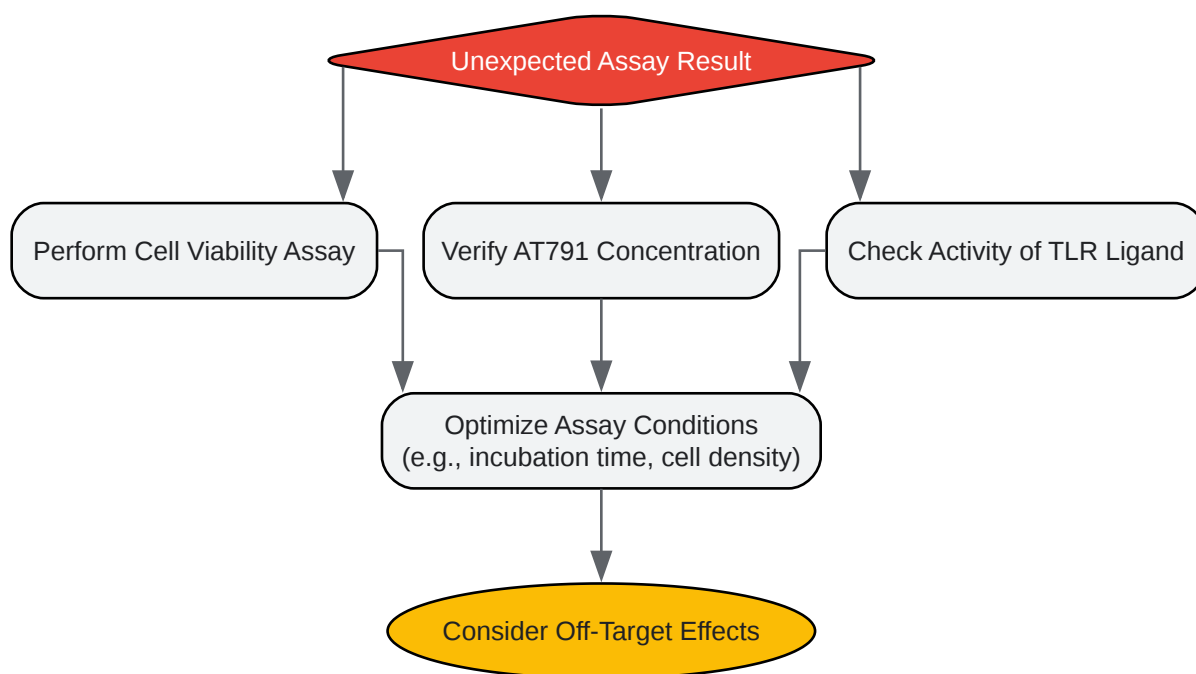 Unexpected Assay Result
Perform Cell Viability Assay
Verify AT791 Concentration
Check Activity of TLR Ligand
Optimize Assay Conditions
(e.g., incubation time, cell density)
Consider Off-Target Effects